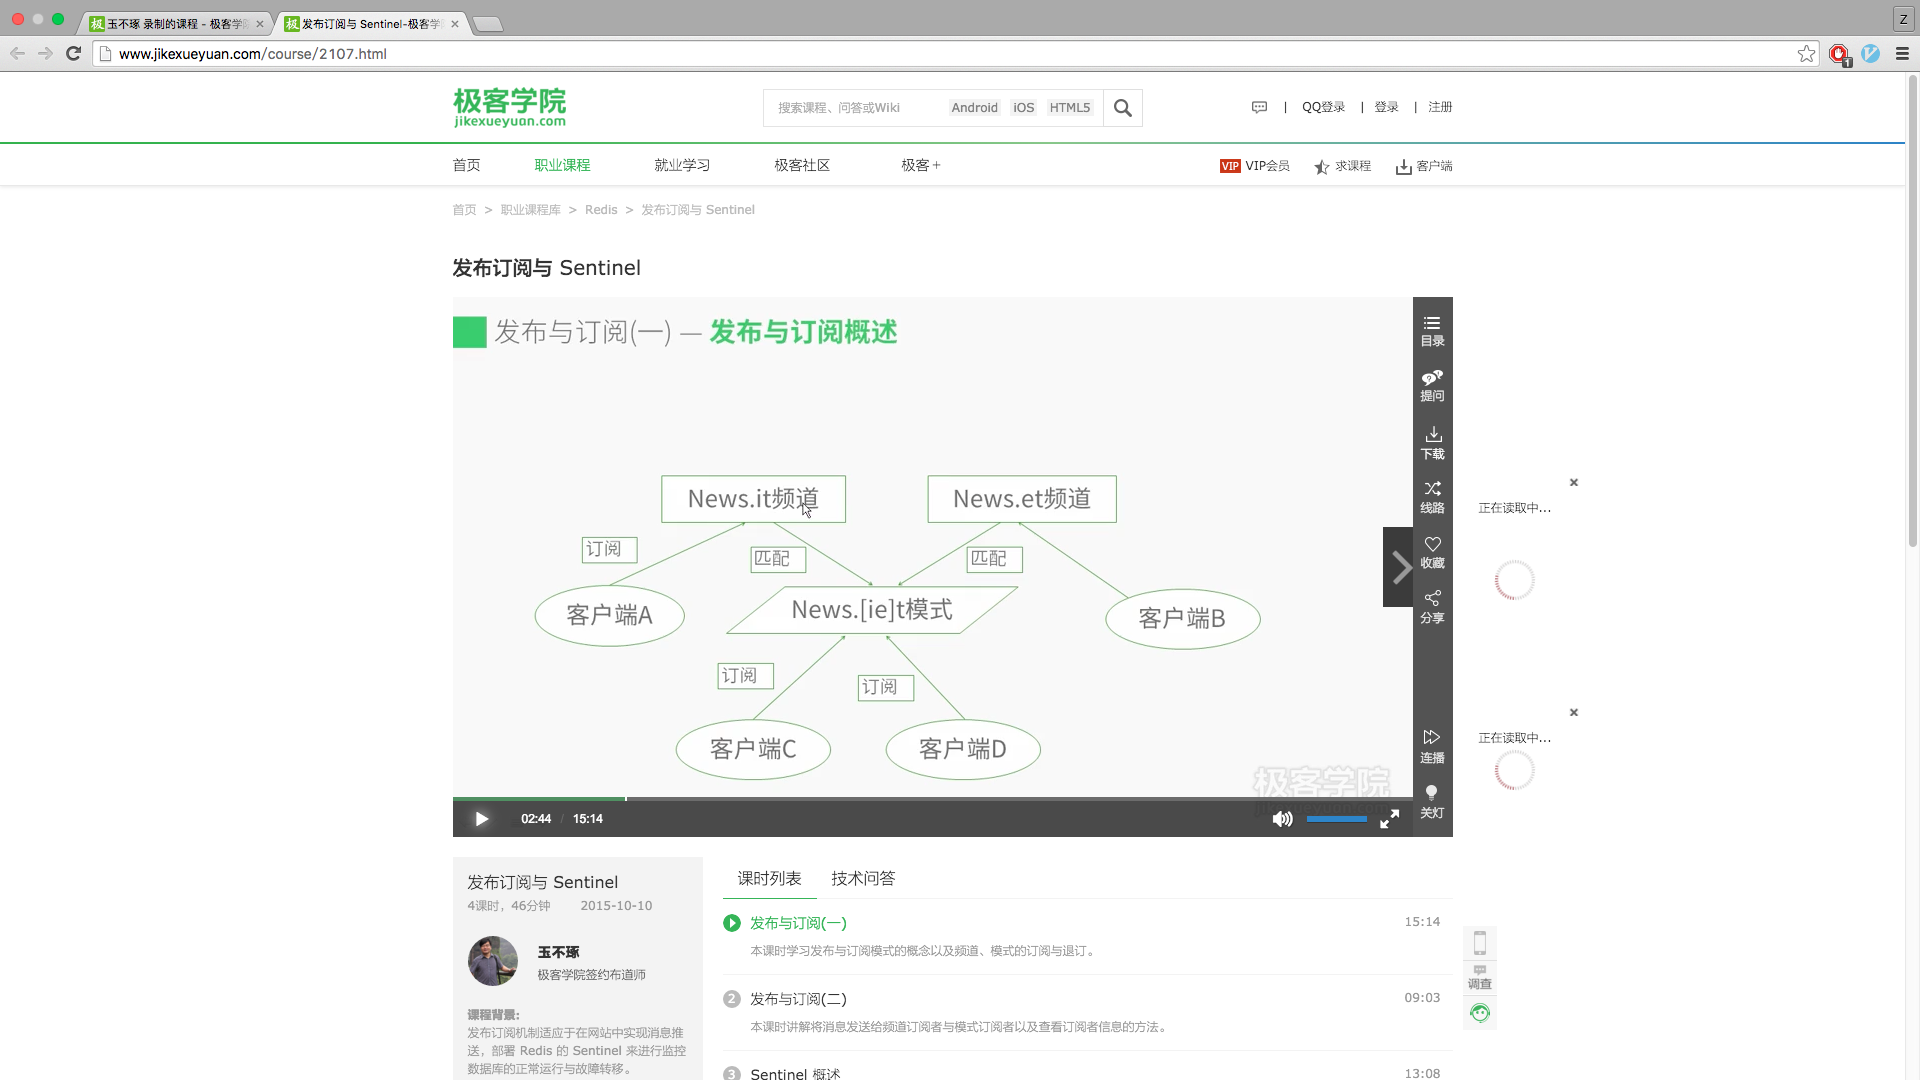 玉不琢 录制的课程 - 极客学院
发布订阅与 Sentinel-极客学
Z
www.jikexueyuan.com/course/2107.html
极客学院
jikexueyuan.com
搜索课程、问答或Wiki Android iOS HTML5
| QQ登录 | 登录 | 注册
首页 职业课程 就业学习 极客社区 极客+
VIP VIP会员 求课程 客户端
首页 > 职业课程库 > Redis > 发布订阅与 Sentinel
发布订阅与 Sentinel
发布与订阅(一) — 发布与订阅概述
News.it频道
News.et频道
订阅
匹配
匹配
客户端A
News.[ie]t模式
客户端B
订阅
订阅
客户端C
客户端D
极客学院
jikexueyuan.com
目录
提问
下载
线路
收藏
分享
连播
关灯
02:44 / 15:14
正在读取中...
正在读取中...
发布订阅与 Sentinel
4课时，46分钟 2015-10-10
玉不琢
极客学院签约布道师
课程背景:
发布订阅机制适应于在网站中实现消息推
送，部署 Redis 的 Sentinel 来进行监控
数据库的正常运行与故障转移。
课时列表 技术问答
发布与订阅(一) 15:14
本课时学习发布与订阅模式的概念以及频道、模式的订阅与退订。
2 发布与订阅(二) 09:03
本课时讲解将消息发送给频道订阅者与模式订阅者以及查看订阅者信息的方法。
3 Sentinel 概述 13:08
调查